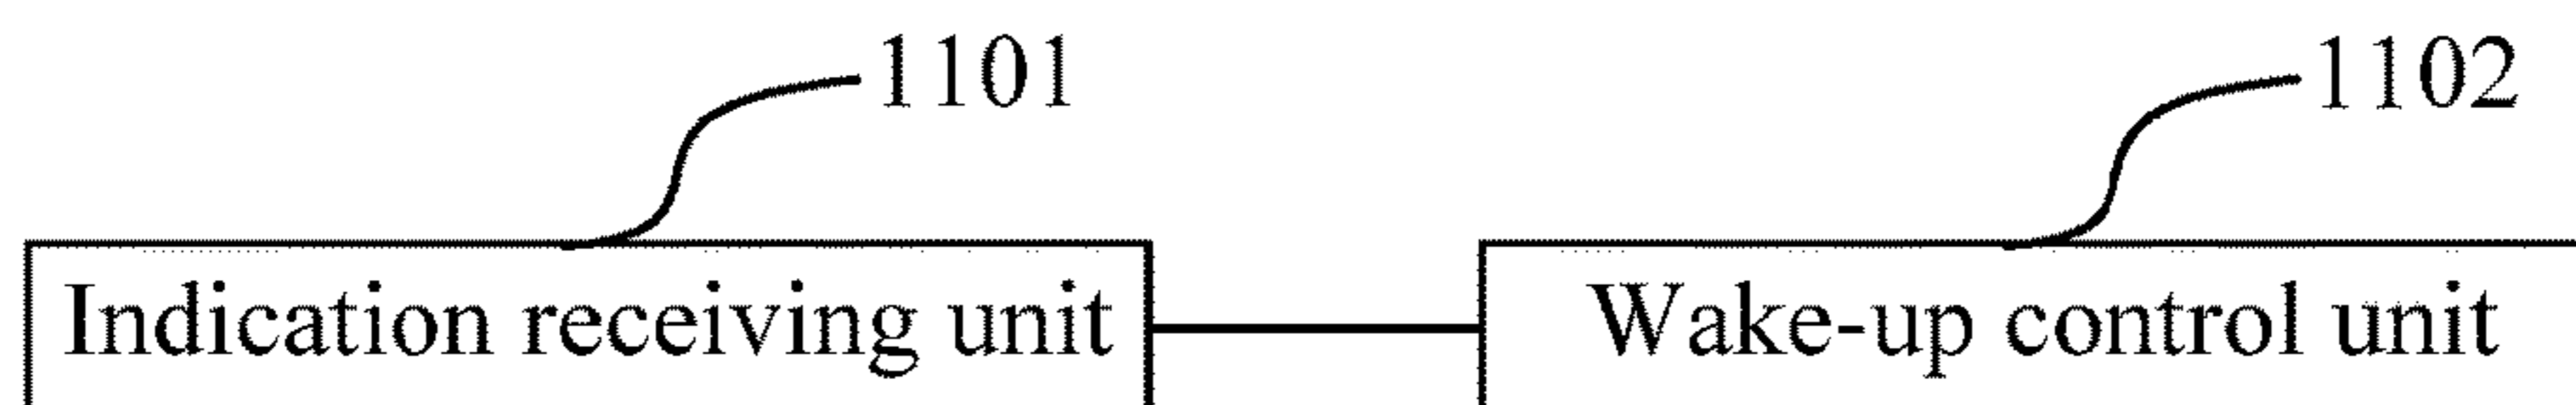 1101
1102
Indication receiving unit
Wake-up control unit